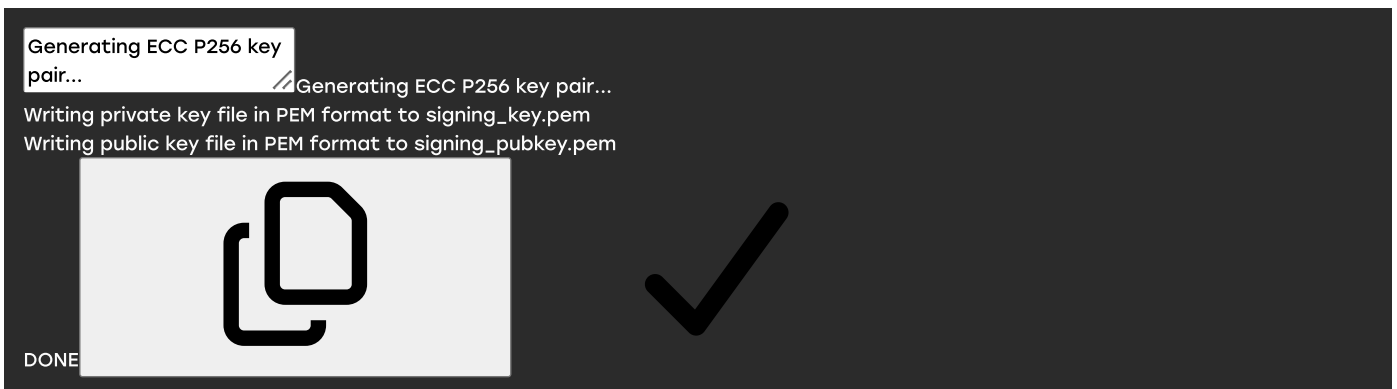 Generating ECC P256 key
pair...
Generating ECC P256 key pair...
Writing private key file in PEM format to signing_key.pem
Writing public key file in PEM format to signing_pubkey.pem
DONE